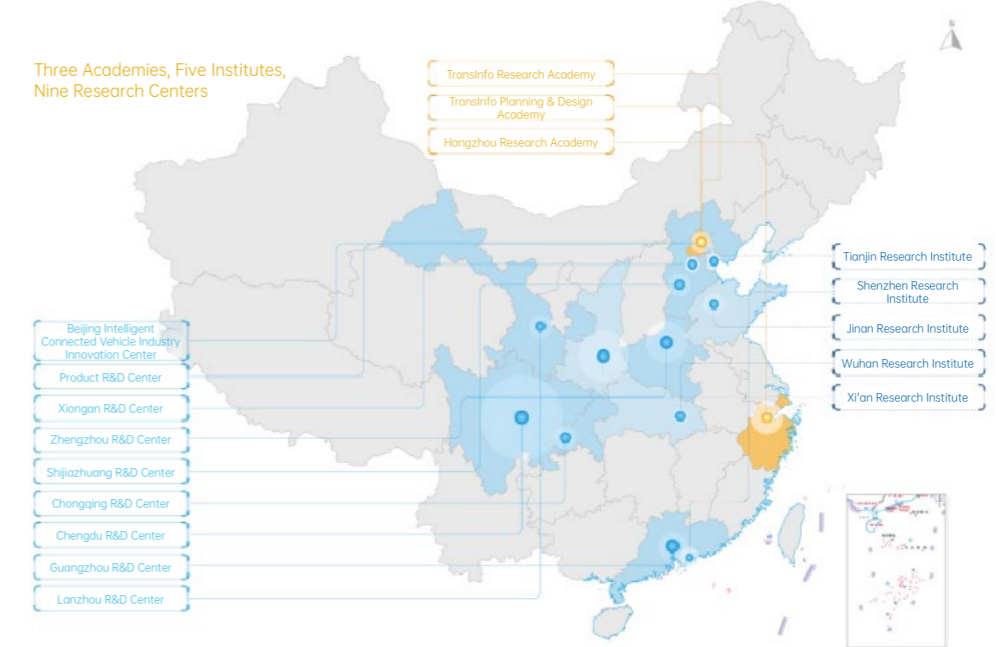 Three Academies, Five Institutes,
Nine Research Centers
N
TransInfo Research Academy
TransInfo Planning & Design
Academy
Hangzhou Research Academy
Tianjin Research Institute
Shenzhen Research
Institute
Jinan Research Institute
Wuhan Research Institute
Xi'an Research Institute
Beijing Intelligent
Connected Vehicle Industry
Innovation Center
Product R&D Center
Xiongan R&D Center
Zhengzhou R&D Center
Shijiazhuang R&D Center
Chongqing R&D Center
Chengdu R&D Center
Guangzhou R&D Center
Lanzhou R&D Center